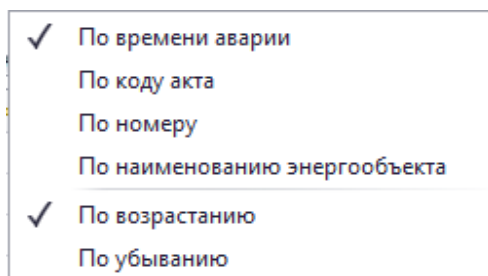 По времени аварии
По коду акта
По номеру
По наименованию энергообъекта
По возрастанию
По убыванию